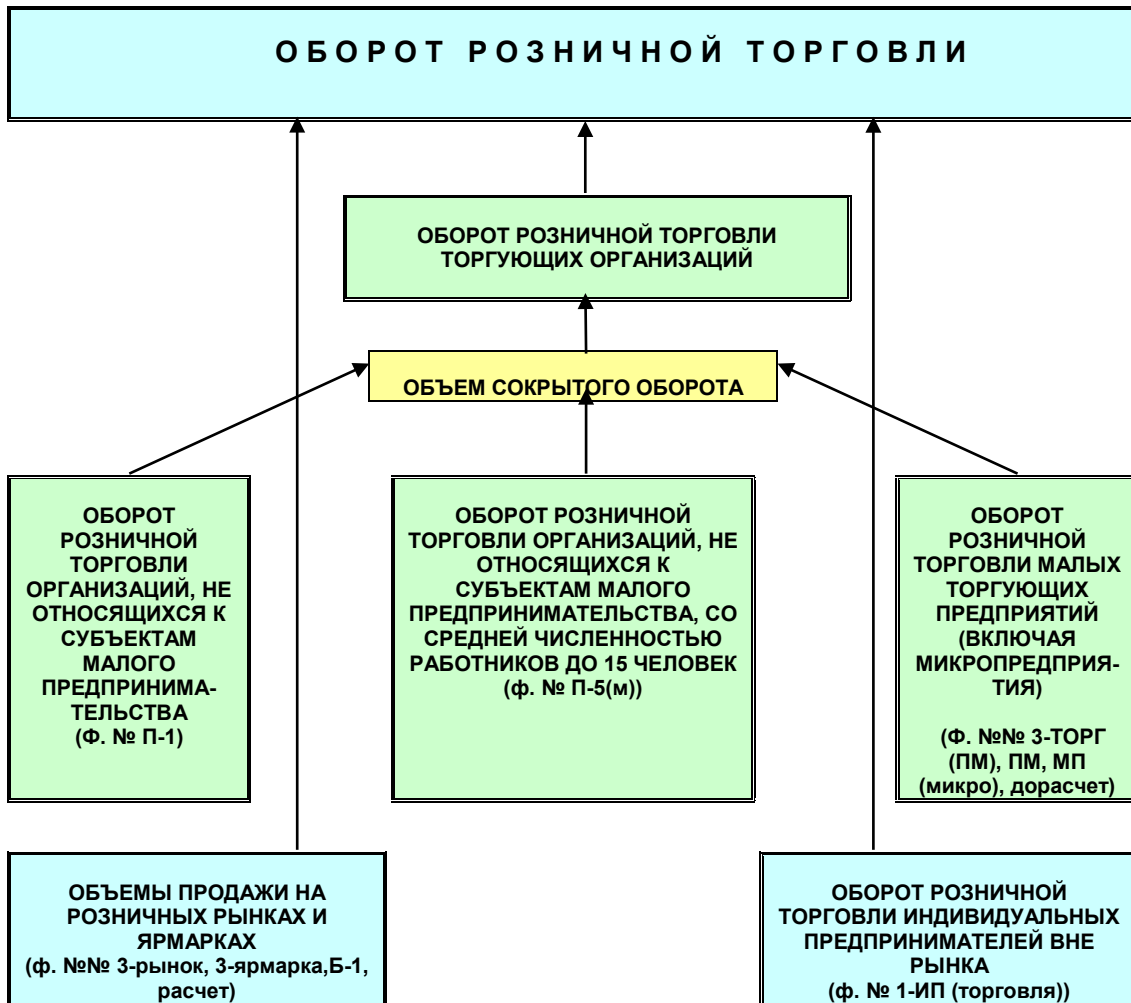 ОБОРОТ РОЗНИЧНОЙ ТОРГОВЛИ
ОБОРОТ РОЗНИЧНОЙ ТОРГОВЛИ
ТОРГУЮЩИХ ОРГАНИЗАЦИЙ
ОБЪЕМ СОКРЫТОГО ОБОРОТА
ОБОРОТ
РОЗНИЧНОЙ
ТОРГОВЛИ
ОРГАНИЗАЦИЙ, НЕ
ОТНОСЯЩИХСЯ К
СУБЪЕКТАМ
МАЛОГО
ПРЕДПРИНИМА-
ТЕЛЬСТВА
(Ф. № П-1)
ОБОРОТ РОЗНИЧНОЙ
ТОРГОВЛИ ОРГАНИЗАЦИЙ, НЕ
ОТНОСЯЩИХСЯ К
СУБЪЕКТАМ МАЛОГО
ПРЕДПРИНИМАТЕЛЬСТВА, СО
СРЕДНЕЙ ЧИСЛЕННОСТЬЮ
РАБОТНИКОВ ДО 15 ЧЕЛОВЕК
(ф. № П-5(м))
ОБОРОТ
РОЗНИЧНОЙ
ТОРГОВЛИ МАЛЫХ
ТОРГУЮЩИХ
ПРЕДПРИЯТИЙ
(ВКЛЮЧАЯ
МИКРОПРЕДПРИЯ-
ТИЯ)
(Ф. №№ 3-ТОРГ
(ПМ), ПМ, МП
(микро), дорасчет)
ОБЪЕМЫ ПРОДАЖИ НА
РОЗНИЧНЫХ РЫНКАХ И
ЯРМАРКАХ
(ф. №№ 3-рынок, 3-ярмарка,Б-1,
расчет)
ОБОРОТ РОЗНИЧНОЙ
ТОРГОВЛИ ИНДИВИДУАЛЬНЫХ
ПРЕДПРИНИМАТЕЛЕЙ ВНЕ
РЫНКА
(ф. № 1-ИП (торговля))